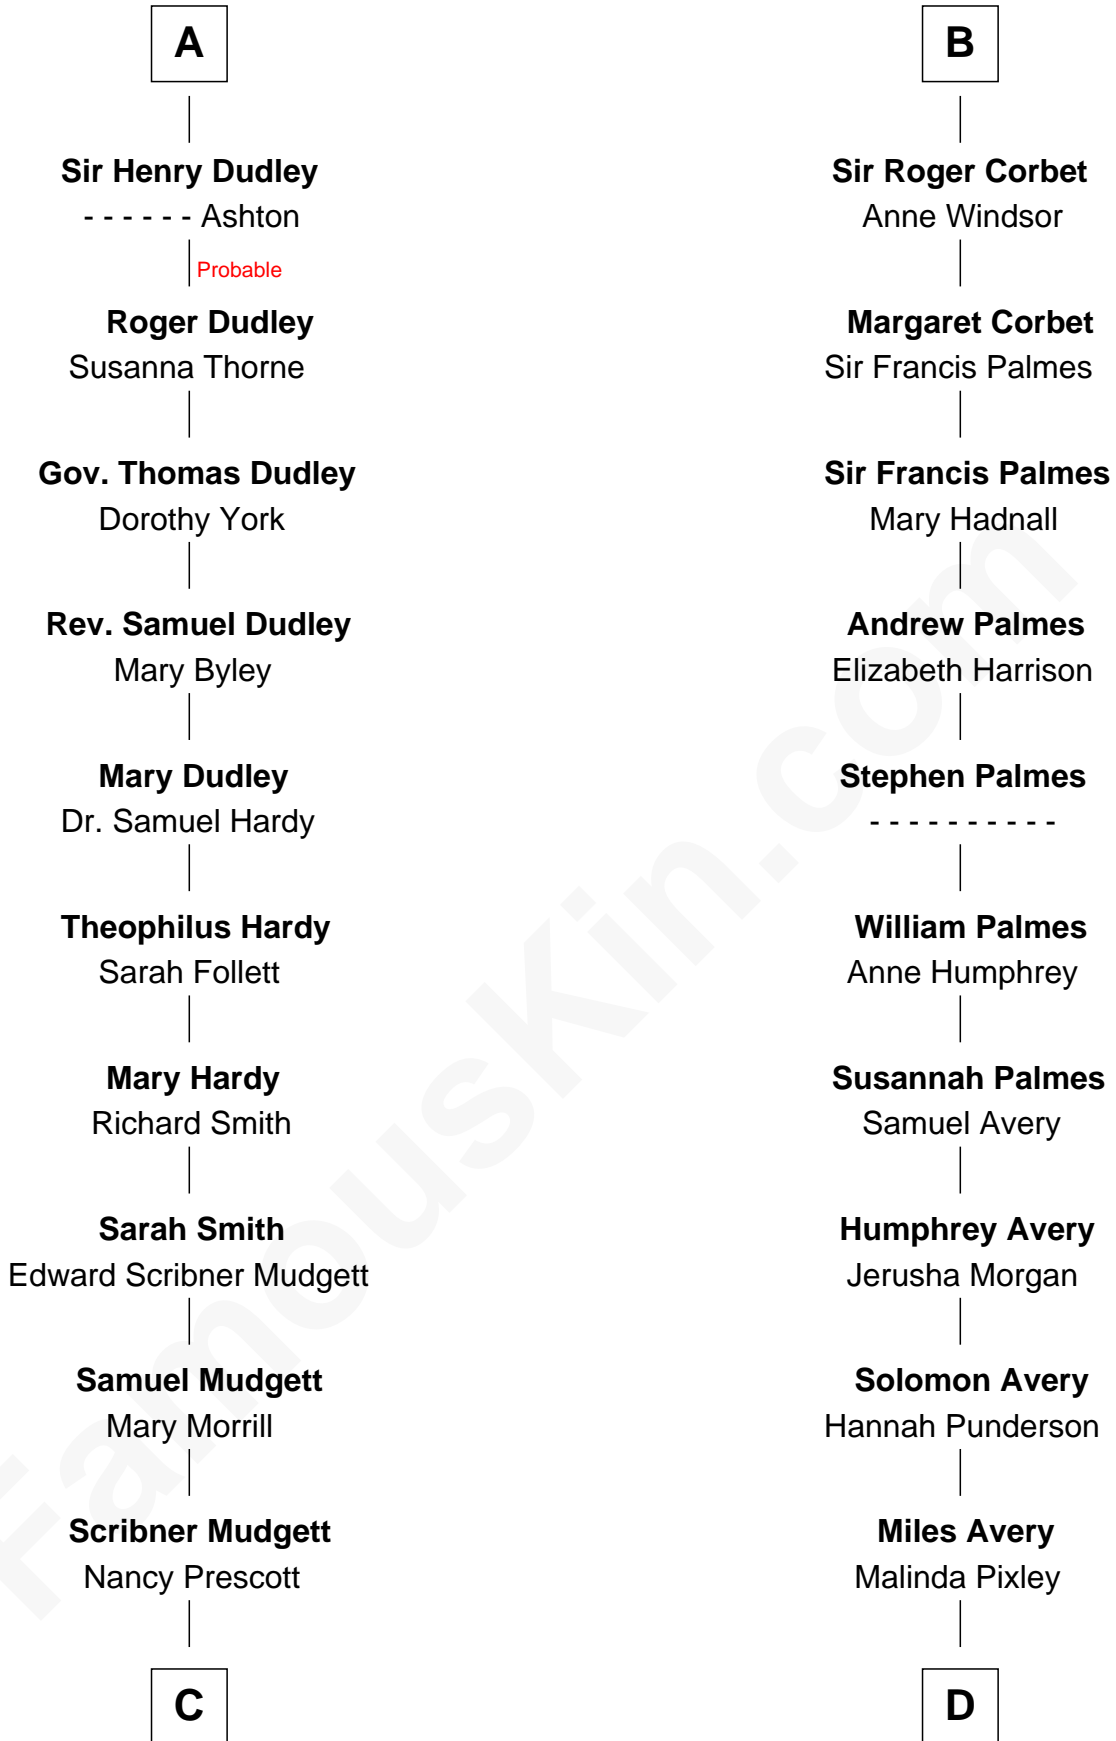 A
Sir Henry Dudley
- - - - - - Ashton
Probable
Roger Dudley
Susanna Thorne
Gov. Thomas Dudley
Dorothy York
Rev. Samuel Dudley
Mary Byley
Mary Dudley
Dr. Samuel Hardy
Theophilus Hardy
Sarah Follett
Mary Hardy
Richard Smith
Sarah Smith
Edward Scribner Mudgett
Samuel Mudgett
Mary Morrill
Scribner Mudgett
Nancy Prescott
C
B
Sir Roger Corbet
Anne Windsor
Margaret Corbet
Sir Francis Palmes
Sir Francis Palmes
Mary Hadnall
Andrew Palmes
Elizabeth Harrison
Stephen Palmes
- - - - - - - - - -
William Palmes
Anne Humphrey
Susannah Palmes
Samuel Avery
Humphrey Avery
Jerusha Morgan
Solomon Avery
Hannah Punderson
Miles Avery
Malinda Pixley
D
FamousKin.com